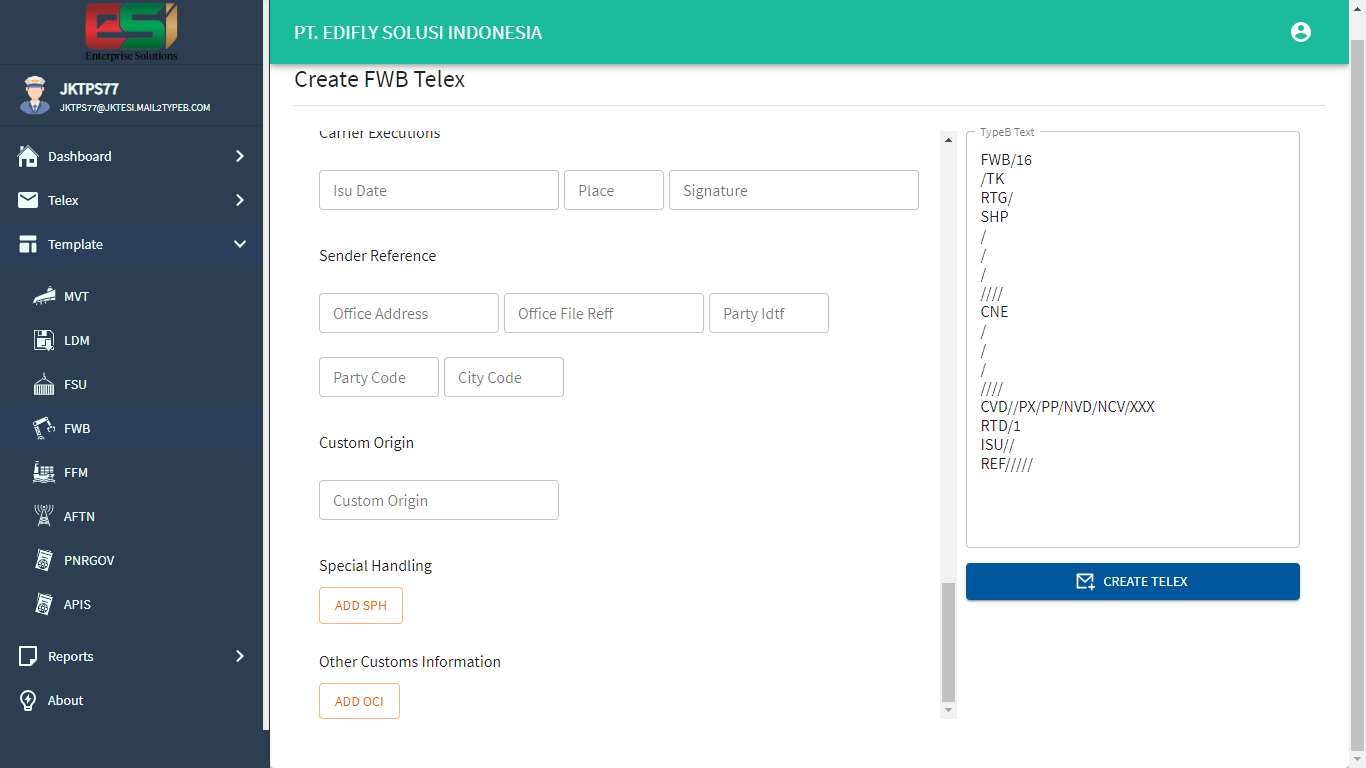 ESi
Enterprise Solutions
JKTPS77
JKTPS77@JKTESI.MAIL2TYPEB.COM
Dashboard
Telex
Template
MVT
LDM
FSU
FWB
FFM
AFTN
PNRGOV
APIS
Reports
About
PT. EDIFLY SOLUSI INDONESIA
Create FWB Telex
Carrier Executions
Isu Date
Place
Signature
Sender Reference
Office Address
Office File Reff
Party Idtf
Party Code
City Code
Custom Origin
Custom Origin
Special Handling
ADD SPH
Other Customs Information
ADD OCI
TypeB Text
FWB/16
/TK
RTG/
SHP
/
/
/
////
CNE
/
/
/
////
CVD//PX/PP/NVD/NCV/XXX
RTD/1
ISU//
REF/////
CREATE TELEX